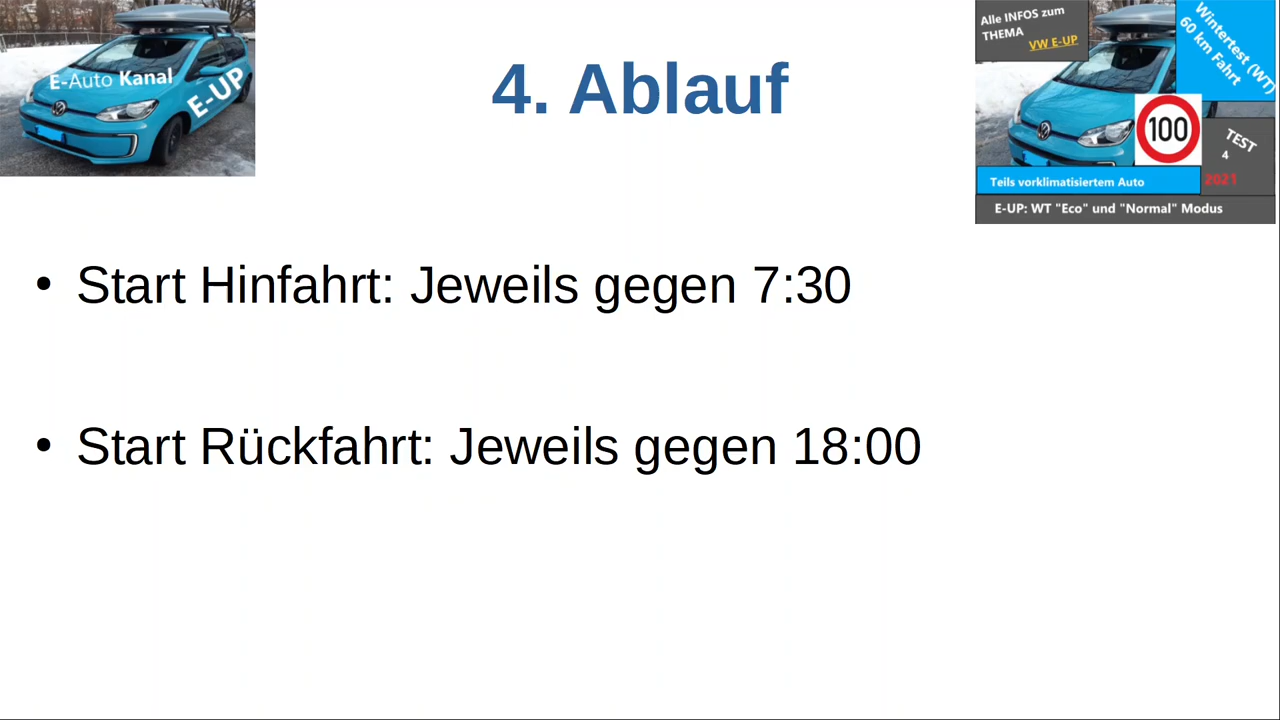 E-Auto Kanal
E-UP
4. Ablauf
Alle INFOS zum
THEMA
VW E-UP
Wintertest (WT)
60 km Fahrt
100
TEST
4
2021
Teils vorklimatisiertem Auto
E-UP: WT "Eco" und "Normal" Modus
• Start Hinfahrt: Jeweils gegen 7:30
• Start Rückfahrt: Jeweils gegen 18:00